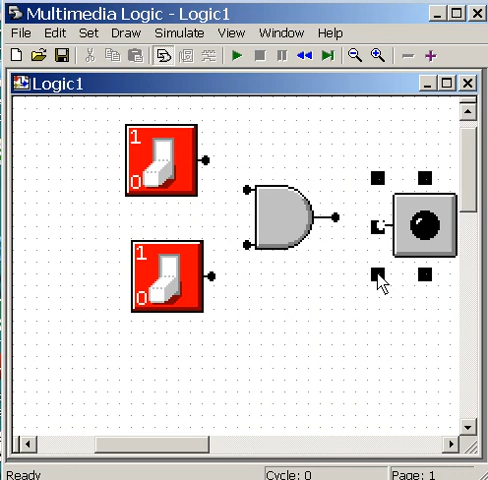 Multimedia Logic - Logic1
File Edit Set Draw Simulate View Window Help
Logic1
1
0
1
0
Ready Cycle: 0 Page: 1